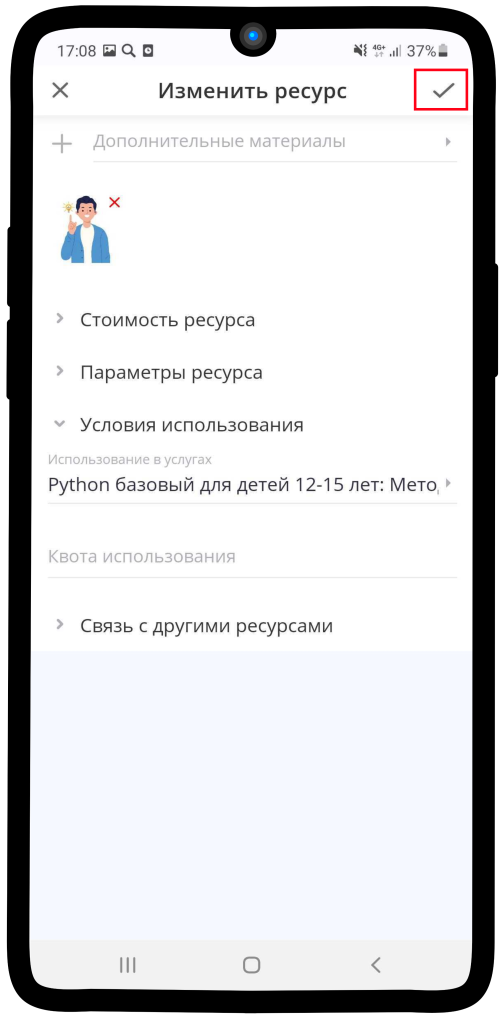 17:08 4G+ 37%
Изменить ресурс
Дополнительные материалы
Стоимость ресурса
Параметры ресурса
Условия использования
Использование в услугах
Python базовый для детей 12-15 лет: Мето
Квота использования
Связь с другими ресурсами